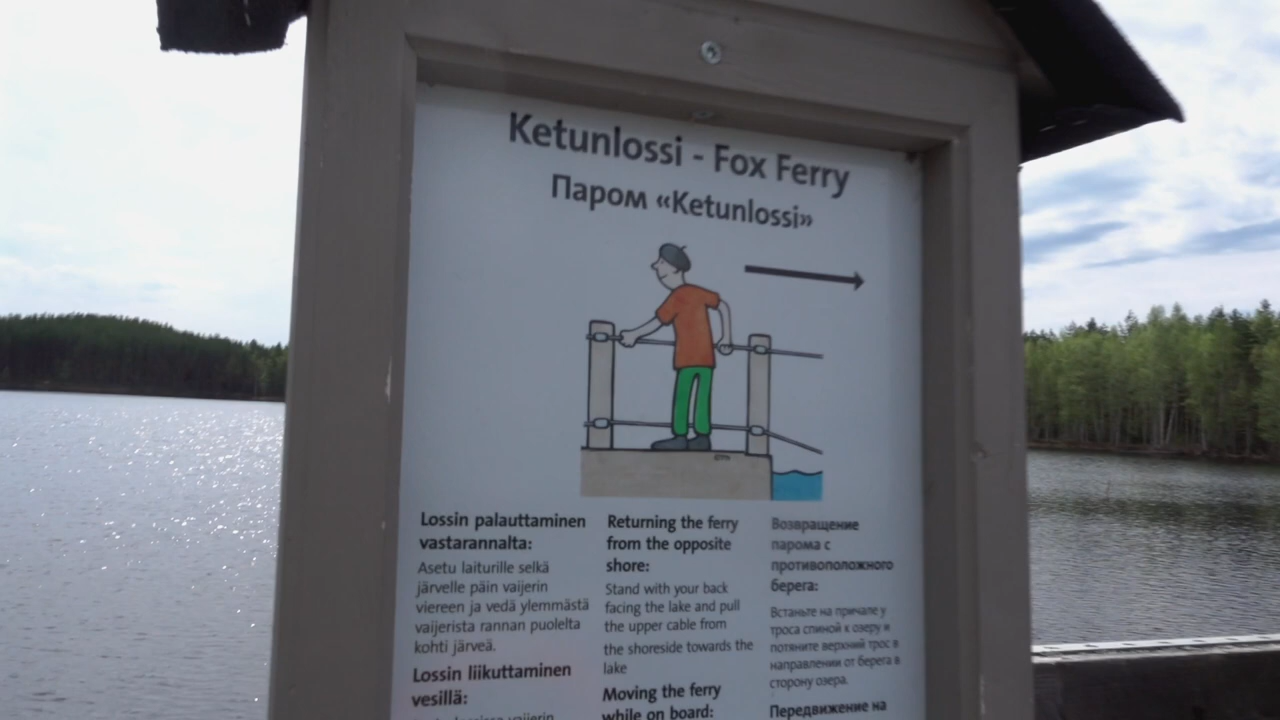 Ketunlossi - Fox Ferry
Паром «Ketunlossi»
Lossin palauttaminen
vastarannalta:
Asetu laiturille selkä
järvelle päin vaijerin
viereen ja vedä ylemmästä
vaijerista rannan puolelta
kohti järveä.
Lossin liikuttaminen
vesillä:
vaijerin
Returning the ferry
from the opposite
shore:
Stand with your back
facing the lake and pull
the upper cable from
the shoreside towards the
lake
Moving the ferry
while on board:
Возвращение
парома с
противоположного
берега:
Встаньте на причале у
троса спиной к озеру и
потяните верхний трос в
направлении от берега в
сторону озера.
Передвижение на